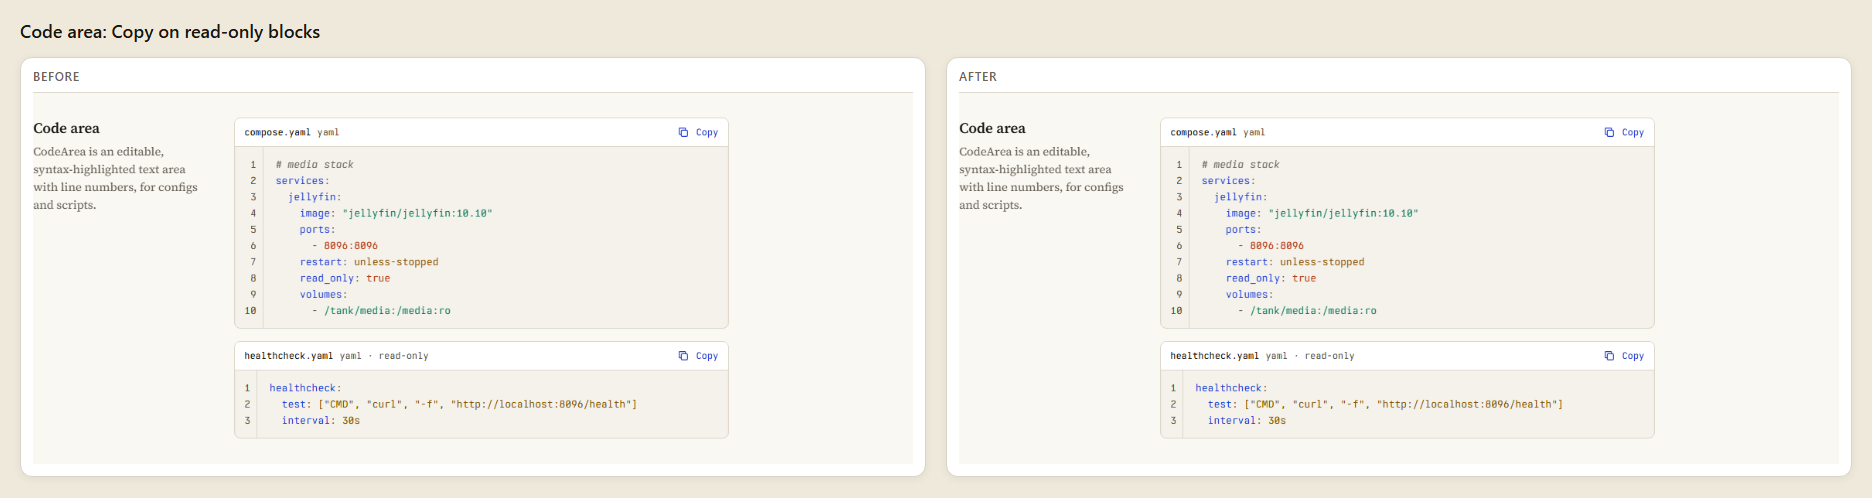 Code area: Copy on read-only blocks
BEFORE
Code area
CodeArea is an editable,
syntax-highlighted text area
with line numbers, for configs
and scripts.
compose.yaml yaml
Copy
1 # media stack
2 services:
3 jellyfin:
4 image: "jellyfin/jellyfin:10.10"
5 ports:
6 - 8096:8096
7 restart: unless-stopped
8 read_only: true
9 volumes:
10 - /tank/media:/media:ro
healthcheck.yaml yaml · read-only
Copy
1 healthcheck:
2 test: ["CMD", "curl", "-f", "http://localhost:8096/health"]
3 interval: 30s
AFTER
Code area
CodeArea is an editable,
syntax-highlighted text area
with line numbers, for configs
and scripts.
compose.yaml yaml
Copy
1 # media stack
2 services:
3 jellyfin:
4 image: "jellyfin/jellyfin:10.10"
5 ports:
6 - 8096:8096
7 restart: unless-stopped
8 read_only: true
9 volumes:
10 - /tank/media:/media:ro
healthcheck.yaml yaml · read-only
Copy
1 healthcheck:
2 test: ["CMD", "curl", "-f", "http://localhost:8096/health"]
3 interval: 30s